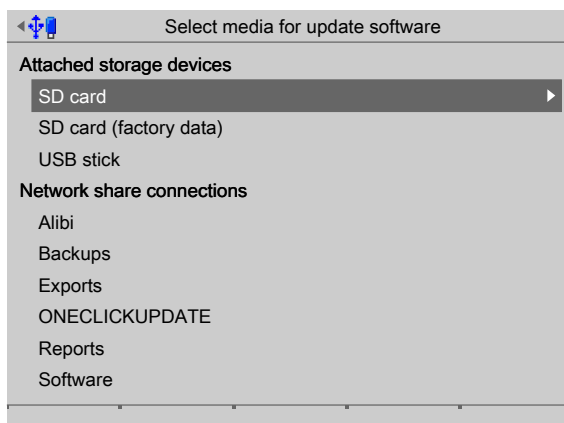 Select media for update software
Attached storage devices
SD card
SD card (factory data)
USB stick
Network share connections
Alibi
Backups
Exports
ONECLICKUPDATE
Reports
Software